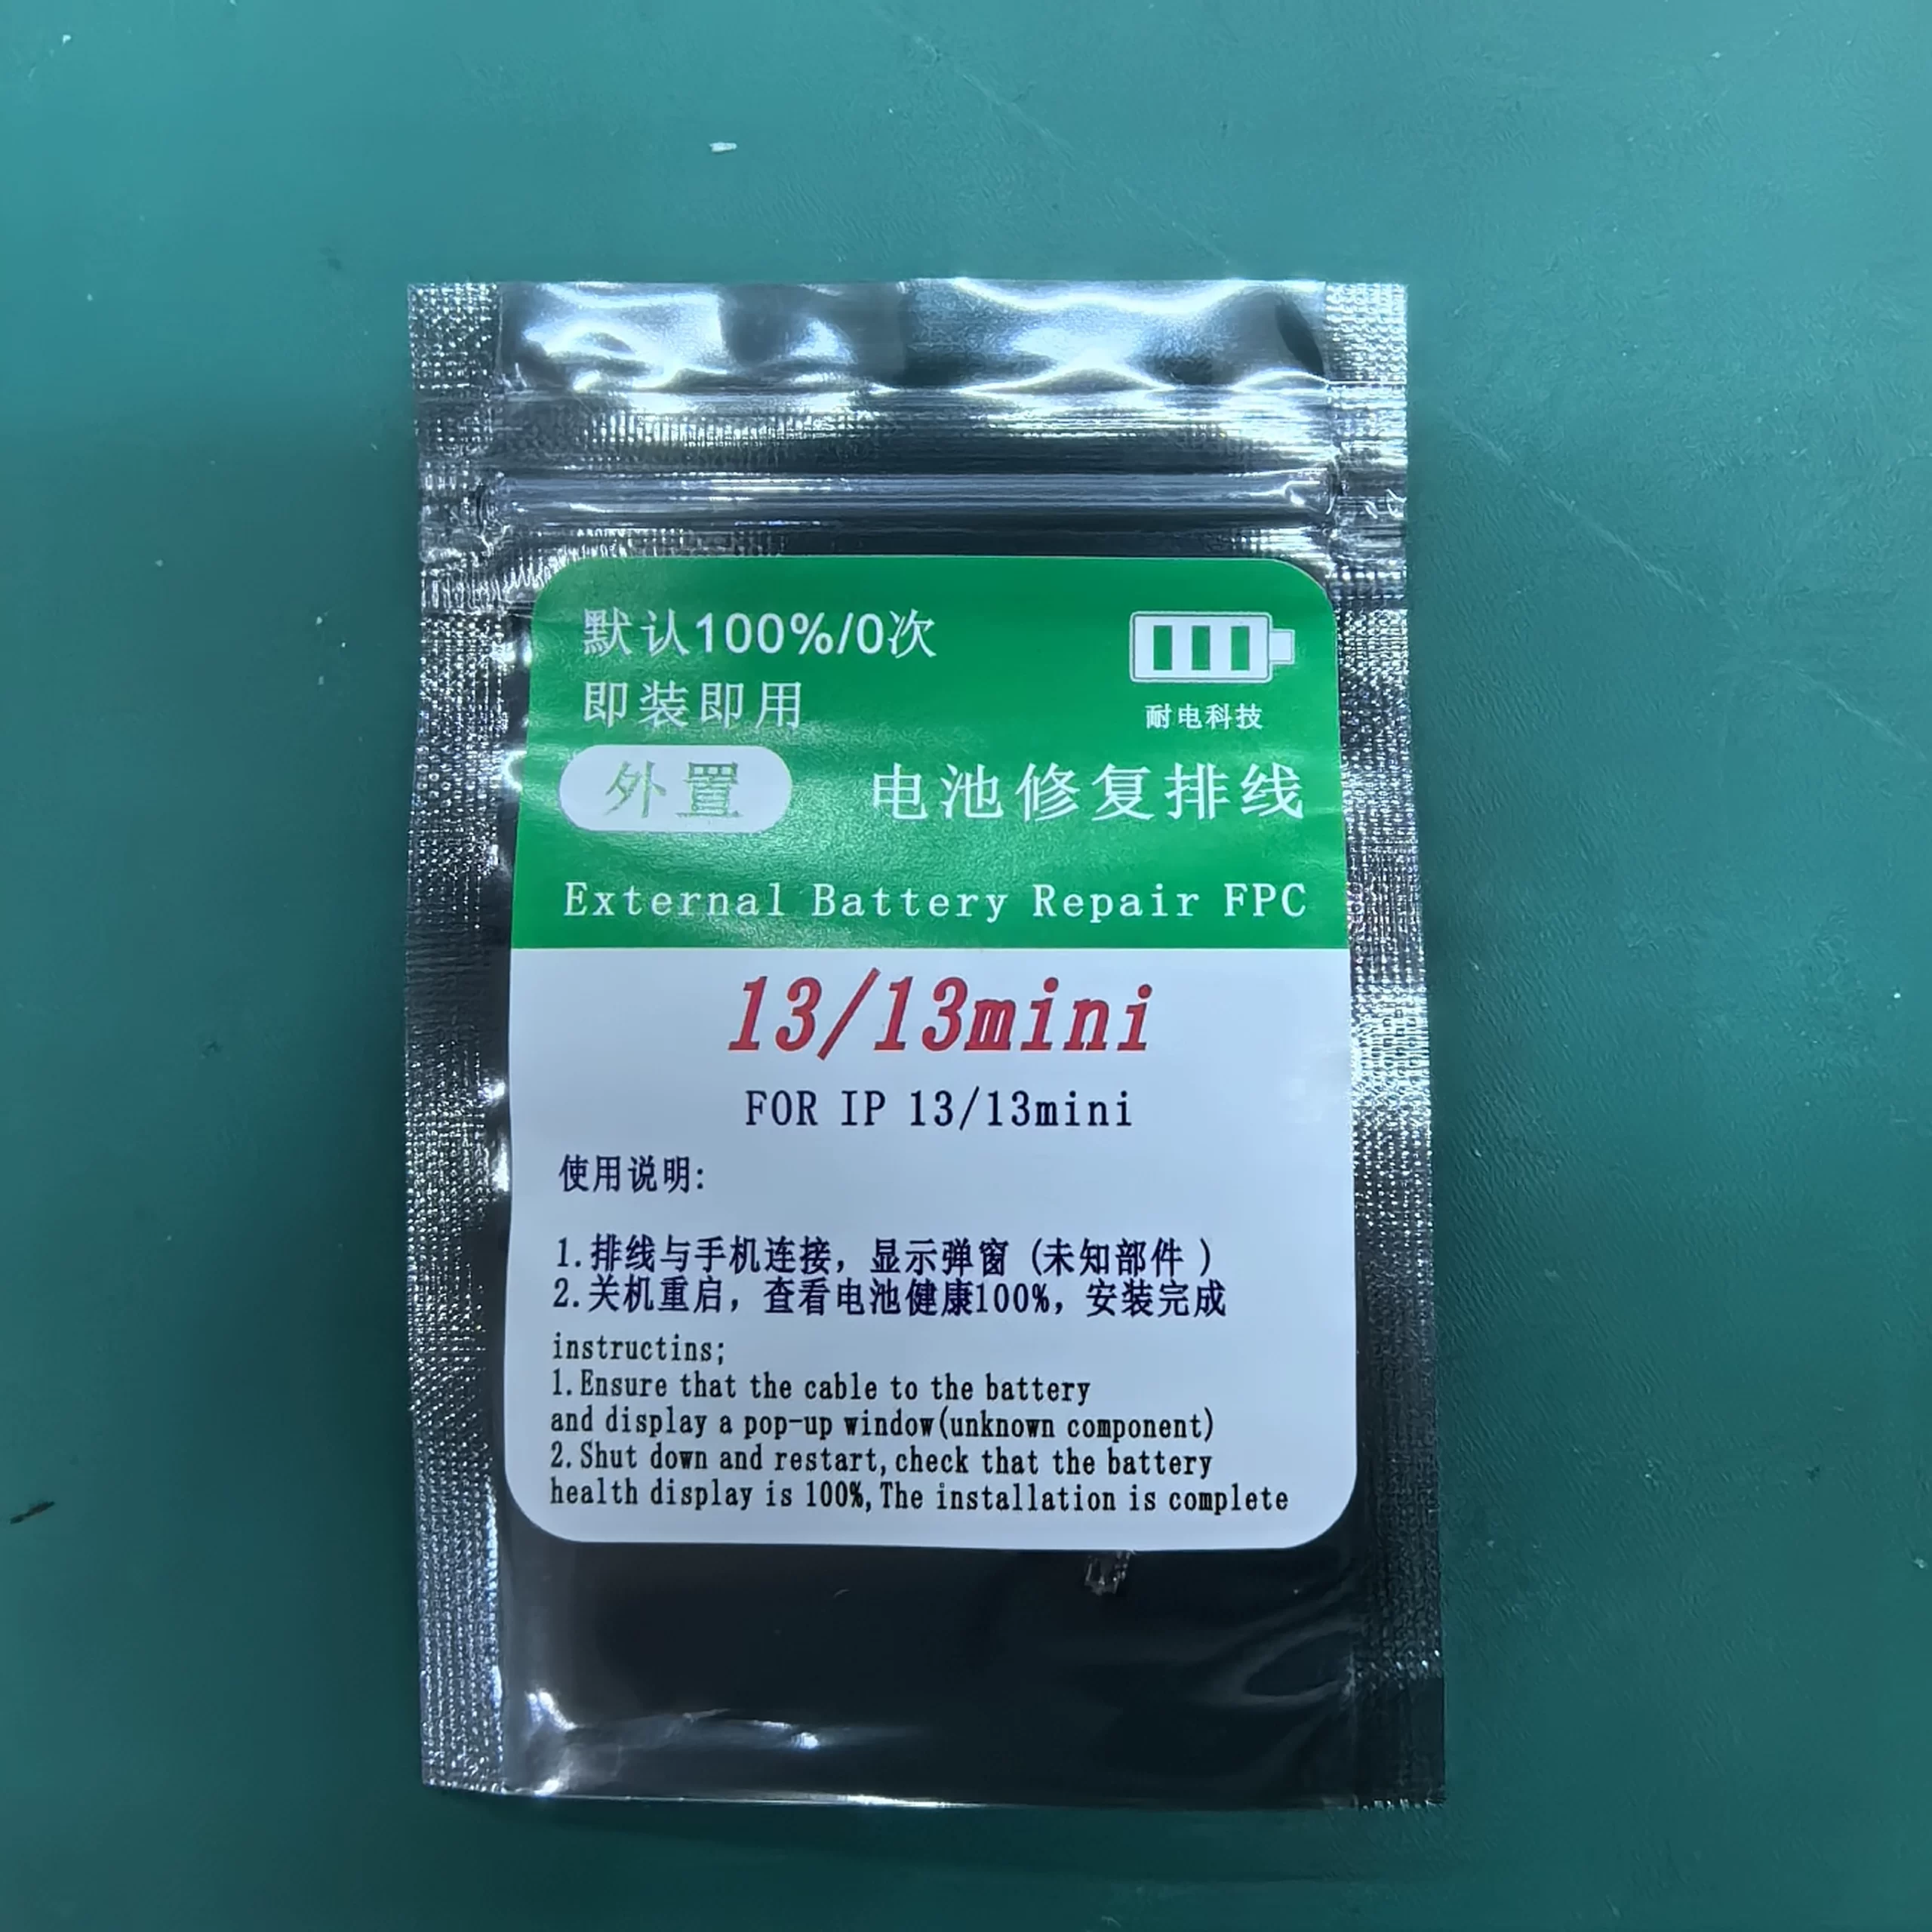 默认100%/0次
即装即用
耐电科技
外置
电池修复排线
External Battery Repair FPC
13/13mini
FOR IP 13/13mini
使用说明:
1.排线与手机连接，显示弹窗 (未知部件 )
2.关机重启，查看电池健康100%，安装完成
instructins;
1.Ensure that the cable to the battery
and display a pop-up window(unknown component)
2.Shut down and restart,check that the battery
health display is 100%,The installation is complete